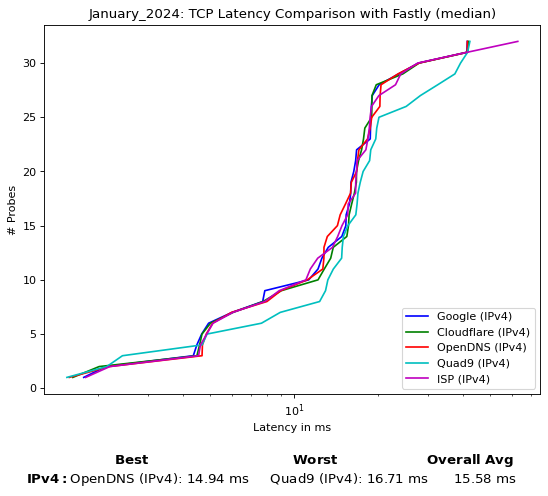 January_2024: TCP Latency Comparison with Fastly (median)
# Probes
30
25
20
15
10
5
0
Google (IPv4)
Cloudflare (IPv4)
OpenDNS (IPv4)
Quad9 (IPv4)
ISP (IPv4)
10¹
Latency in ms
Best Worst Overall Avg
IPv4: OpenDNS (IPv4): 14.94 ms Quad9 (IPv4): 16.71 ms 15.58 ms